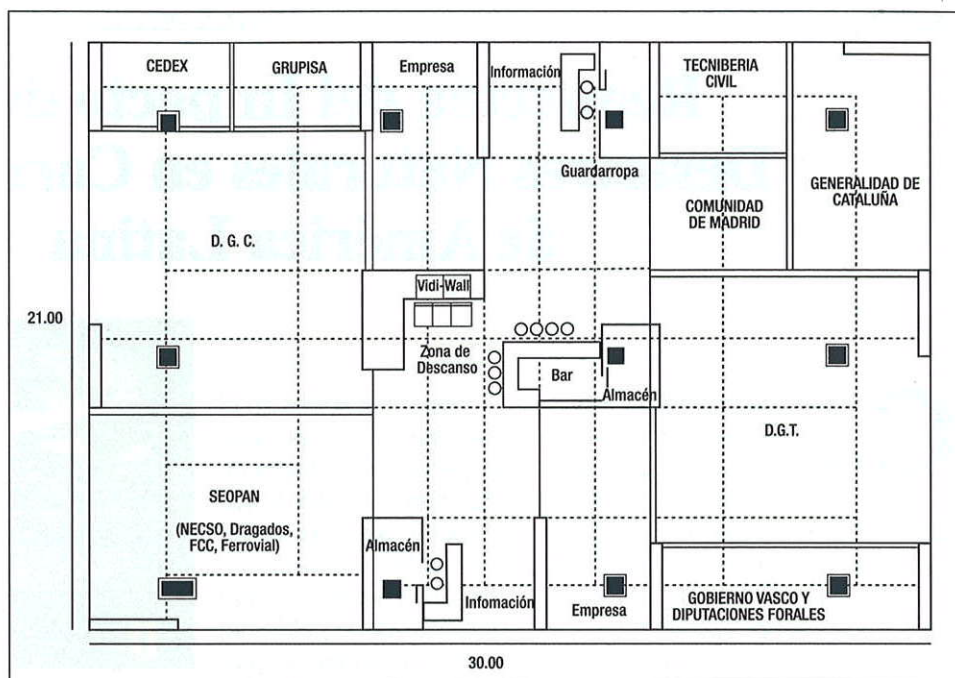 CEDEX
GRUPISA
Empresa
Información
TECNIBERIA
CIVIL
Guardarropa
GENERALIDAD DE
CATALUÑA
COMUNIDAD
DE MADRID
D. G. C.
Vidi-Wall
21.00
Zona de
Descanso
Bar
Almacén
D.G.T.
SEOPAN
(NECSO, Dragados,
FCC, Ferrovial)
Almacén
Infomación
Empresa
GOBIERNO VASCO Y
DIPUTACIONES FORALES
30.00